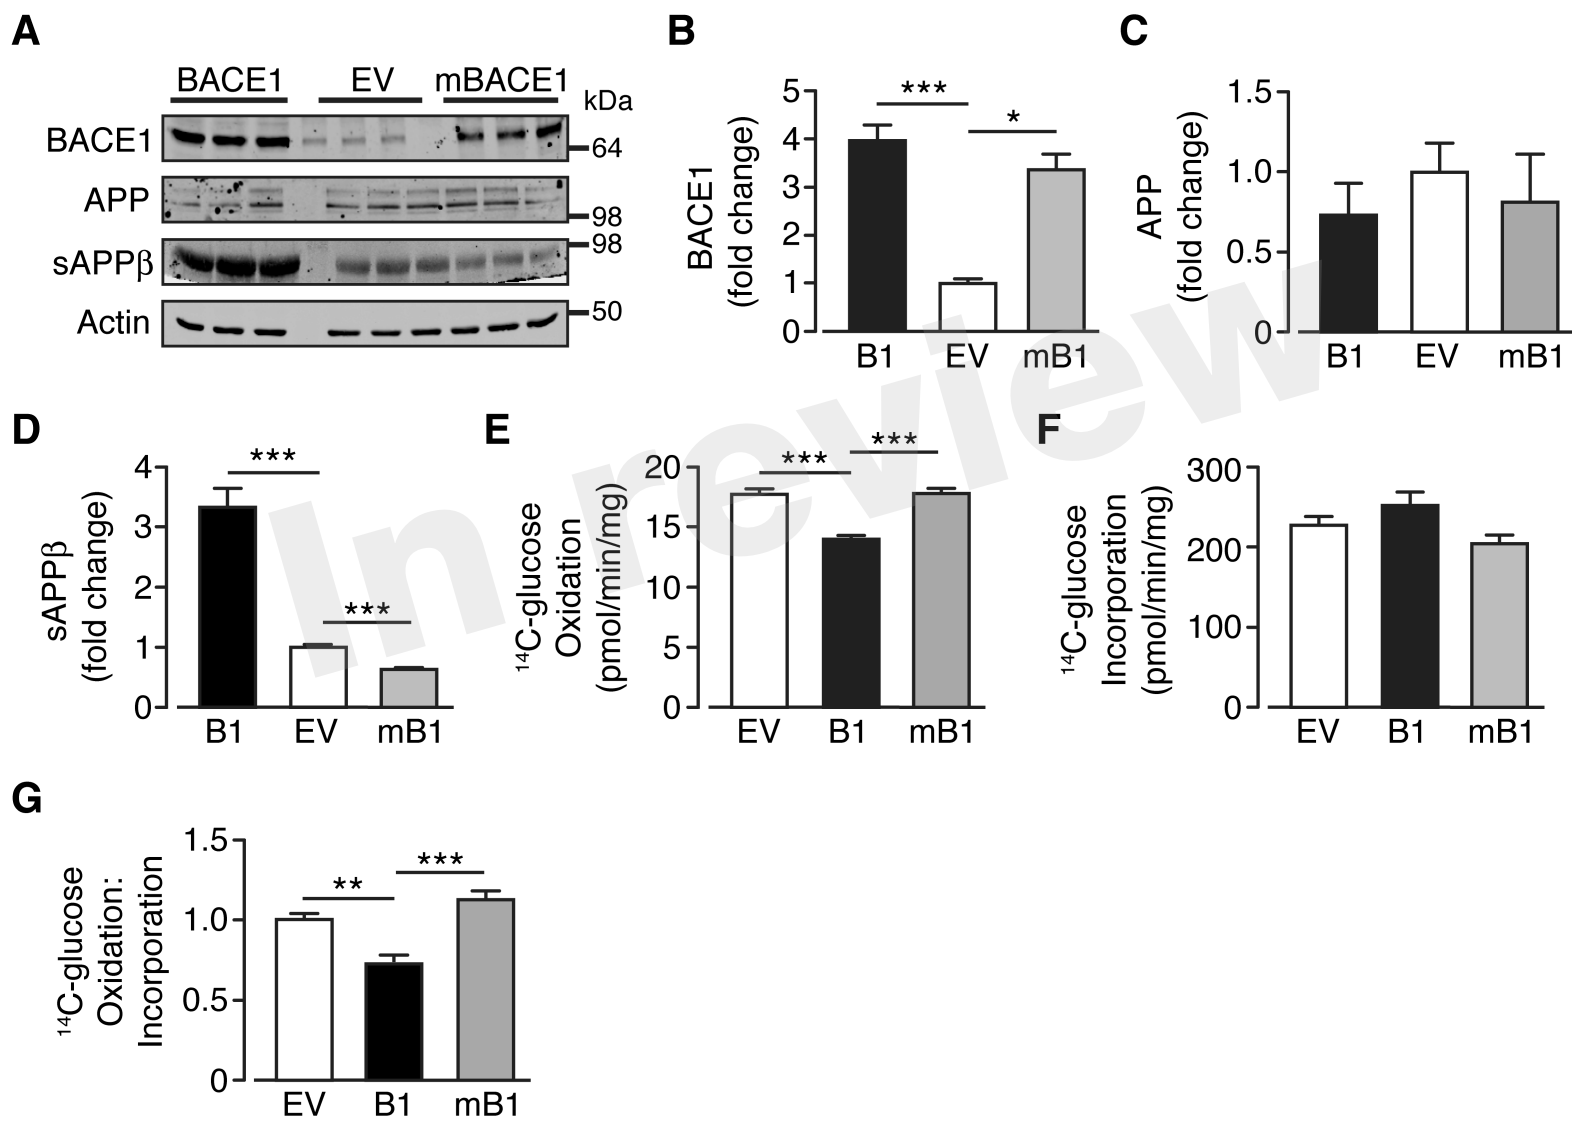 A
BACE1 EV mBACE1
kDa
BACE1
64
APP
98
98
sAPPβ
50
Actin
B
BACE1
(fold change)
5
4
3
2
1
0
***
*
B1 EV mB1
C
APP
(fold change)
1.5
1.0
0.5
0
B1 EV mB1
D
sAPPβ
(fold change)
4
3
2
1
0
***
***
B1 EV mB1
E
¹⁴C-glucose
Oxidation
(pmol/min/mg)
20
15
10
5
0
***
***
EV B1 mB1
F
¹⁴C-glucose
Incorporation
(pmol/min/mg)
300
200
100
0
EV B1 mB1
G
¹⁴C-glucose
Oxidation:
Incorporation
1.5
1.0
0.5
0
**
***
EV B1 mB1
In review